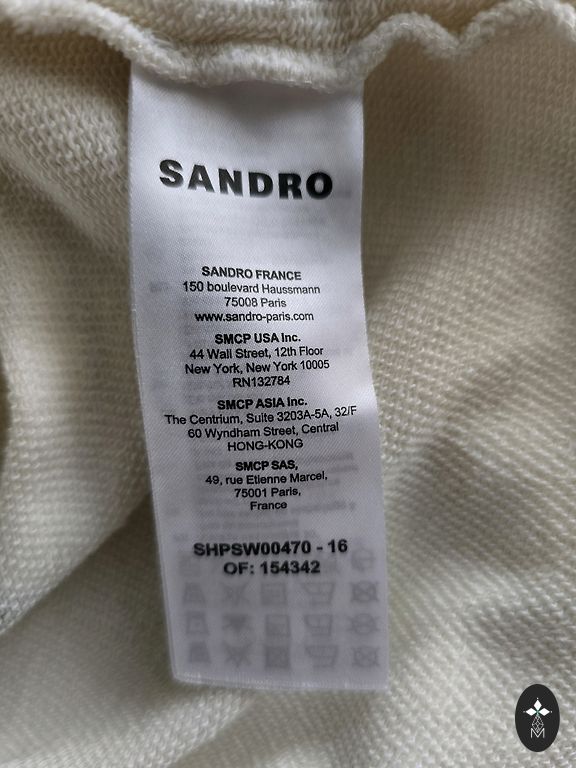 SANDRO
SANDRO FRANCE
150 boulevard Haussmann
75008 Paris
www.sandro-paris.com
SMCP USA Inc.
44 Wall Street, 12th Floor
New York, New York 10005
RN132784
SMCP ASIA Inc.
The Centrium, Suite 3203A-5A, 32/F
60 Wyndham Street, Central
HONG-KONG
SMCP SAS,
49, rue Etienne Marcel,
75001 Paris,
France
SHPSW00470 - 16
OF: 154342
M